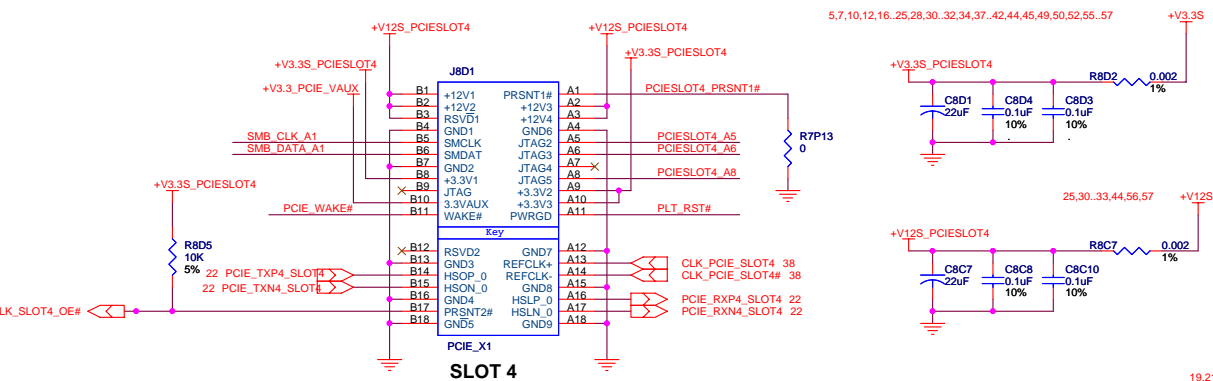 5,7,10,12,16..25,28,30..32,34,37..42,44,45,49,50,52,55..57
+V3.3S
+V12S_PCIESLOT4
+V12S_PCIESLOT4
+V3.3S_PCIESLOT4
+V3.3S_PCIESLOT4
+V3.3_PCIE_VAUX
J8D1
B1 +12V1 PRSNT1# A1 PCIESLOT4_PRSNT1#
B2 +12V2 +12V3 A2
B3 RSVD1 +12V4 A3
B4 GND1 GND6 A4
SMB_CLK_A1 B5 SMCLK JTAG2 A5 PCIESLOT4_A5
SMB_DATA_A1 B6 SMDAT JTAG3 A6 PCIESLOT4_A6
B7 GND2 JTAG4 A7
B8 +3.3V1 JTAG5 A8 PCIESLOT4_A8
B9 JTAG +3.3V2 A9
B10 3.3VAUX +3.3V3 A10
PCIE_WAKE# B11 WAKE# PWRGD A11 PLT_RST#
Key
B12 RSVD2 GND7 A12
B13 GND3 REFCLK+ A13 CLK_PCIE_SLOT4 38
22 PCIE_TXP4_SLOT4 B14 HSOP_0 REFCLK- A14 CLK_PCIE_SLOT4# 38
22 PCIE_TXN4_SLOT4 B15 HSON_0 GND8 A15
B16 GND4 HSLP_0 A16 PCIE_RXP4_SLOT4 22
LK_SLOT4_OE# B17 PRSNT2# HSLN_0 A17 PCIE_RXN4_SLOT4 22
B18 GND5 GND9 A18
PCIE_X1
SLOT 4
+V3.3S_PCIESLOT4
R8D5
10K
5%
R7P13
0
+V3.3S_PCIESLOT4
R8D2 0.002
1%
C8D1
22uF
C8D4
0.1uF
10%
C8D3
0.1uF
10%
25,30..33,44,56,57
+V12S
+V12S_PCIESLOT4
R8C7 0.002
1%
C8C7
22uF
C8C8
0.1uF
10%
C8C10
0.1uF
10%